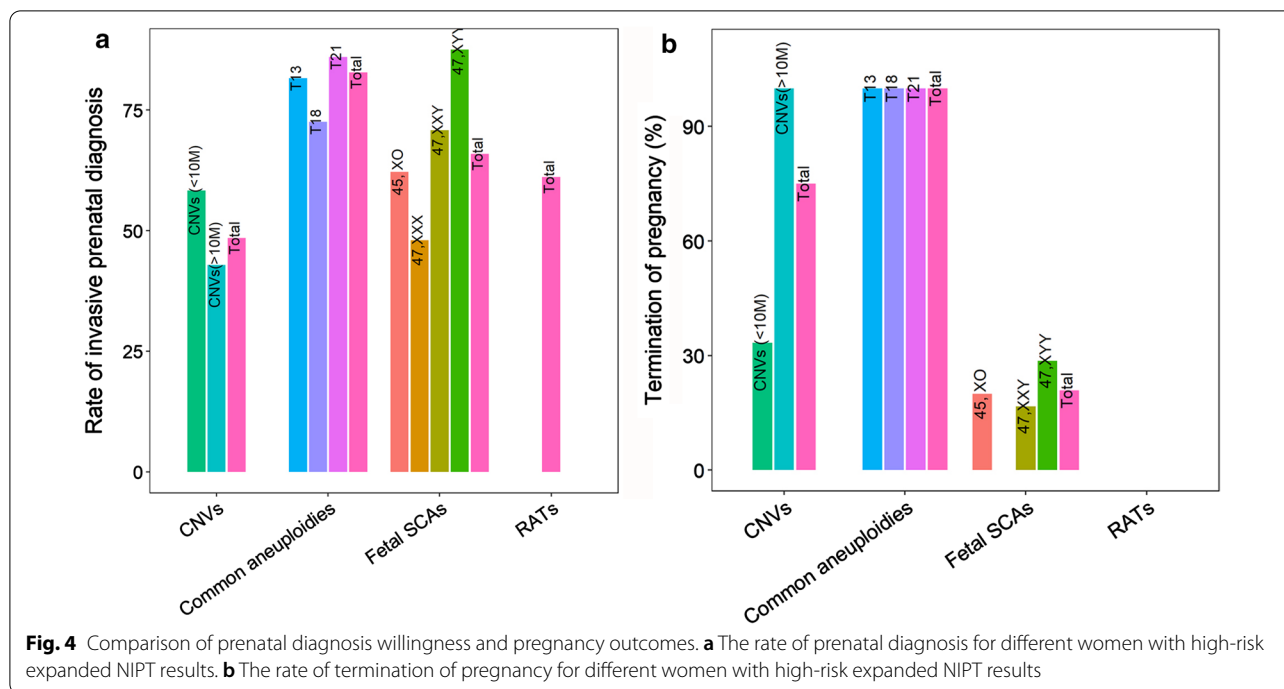 a
Rate of invasive prenatal diagnosis
75
50
25
0
CNVs (<10M)
CNVs(>10M)
Total
T13
T18
T21
Total
45, XO
47,XXX
47,XXY
47,XYY
Total
Total
CNVs
Common aneuploidies
Fetal SCAs
RATs
b
Termination of pregnancy (%)
90
60
30
0
CNVs (<10M)
CNVs(>10M)
Total
T13
T18
T21
Total
45, XO
47,XXY
47,XYY
Total
CNVs
Common aneuploidies
Fetal SCAs
RATs
Fig. 4 Comparison of prenatal diagnosis willingness and pregnancy outcomes. a The rate of prenatal diagnosis for different women with high-risk
expanded NIPT results. b The rate of termination of pregnancy for different women with high-risk expanded NIPT results